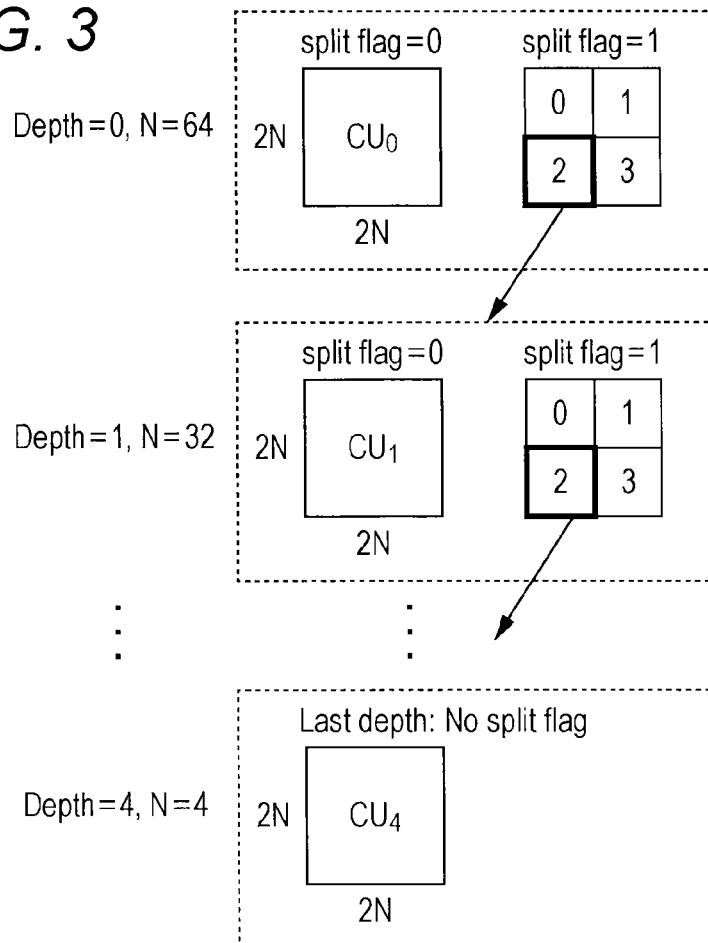 G. 3
split flag=0 split flag=1
Depth=0, N=64 2N CU₀ 0 1
2 3
2N
split flag=0 split flag=1
Depth=1, N=32 2N CU₁ 0 1
2 3
2N
Last depth: No split flag
Depth=4, N=4 2N CU₄
2N